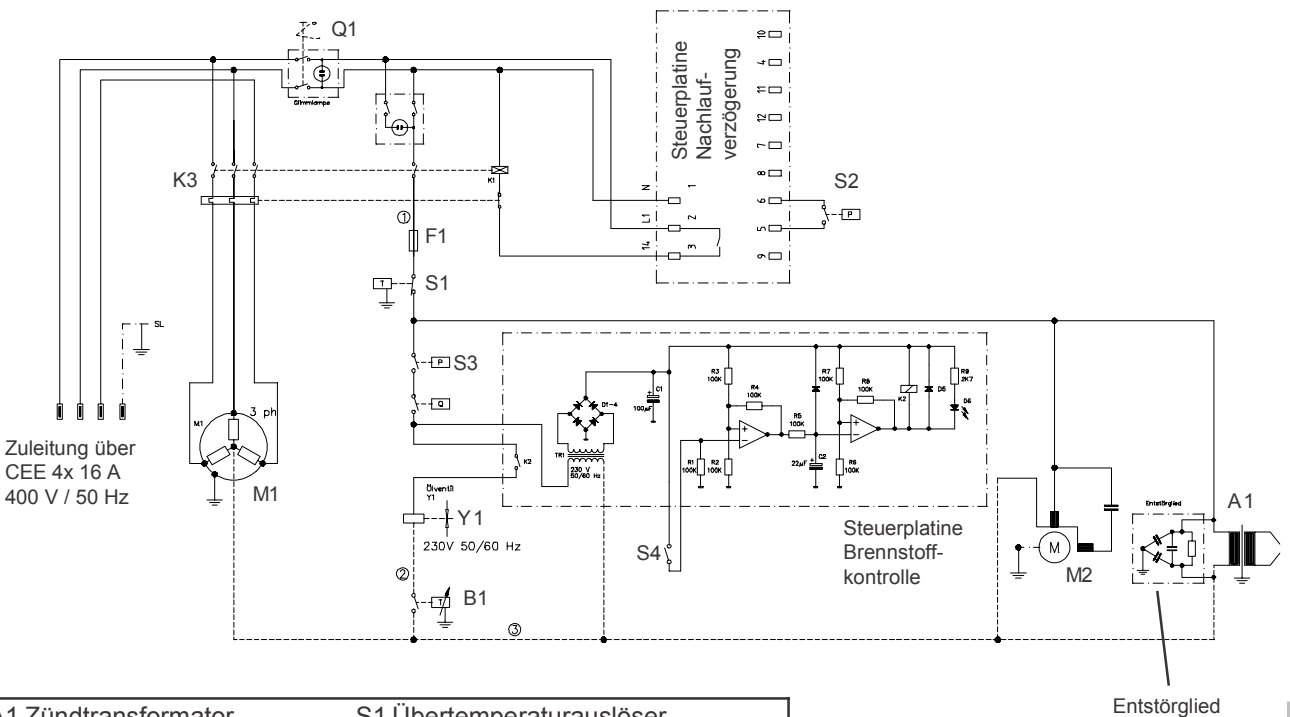 Q1
Glimmlampe
K3
K1
Steuerplatine
Nachlauf-
verzögerung
N
L1
14
1
2
3
10
4
11
12
7
8
6
5
9
S2
P
①
F1
T
S1
SL
P
S3
Q
M1
3 ph
M1
Zuleitung über
CEE 4x 16 A
400 V / 50 Hz
D1-4
C1
100µF
TR1
230 V
50/60 Hz
K2
R3
100K
R4
100K
R1
100K
R2
100K
R5
100K
R7
100K
R8
100K
C2
22µF
R6
100K
K2
D5
R9
2K7
D6
Ölventil
Y1
Y1
230V 50/60 Hz
S4
Steuerplatine
Brennstoff-
kontrolle
②
T
B1
③
M
M2
Entstörglied
A1
Entstörglied
A1 Zündtransformator
S1 Übertemperaturauslöser